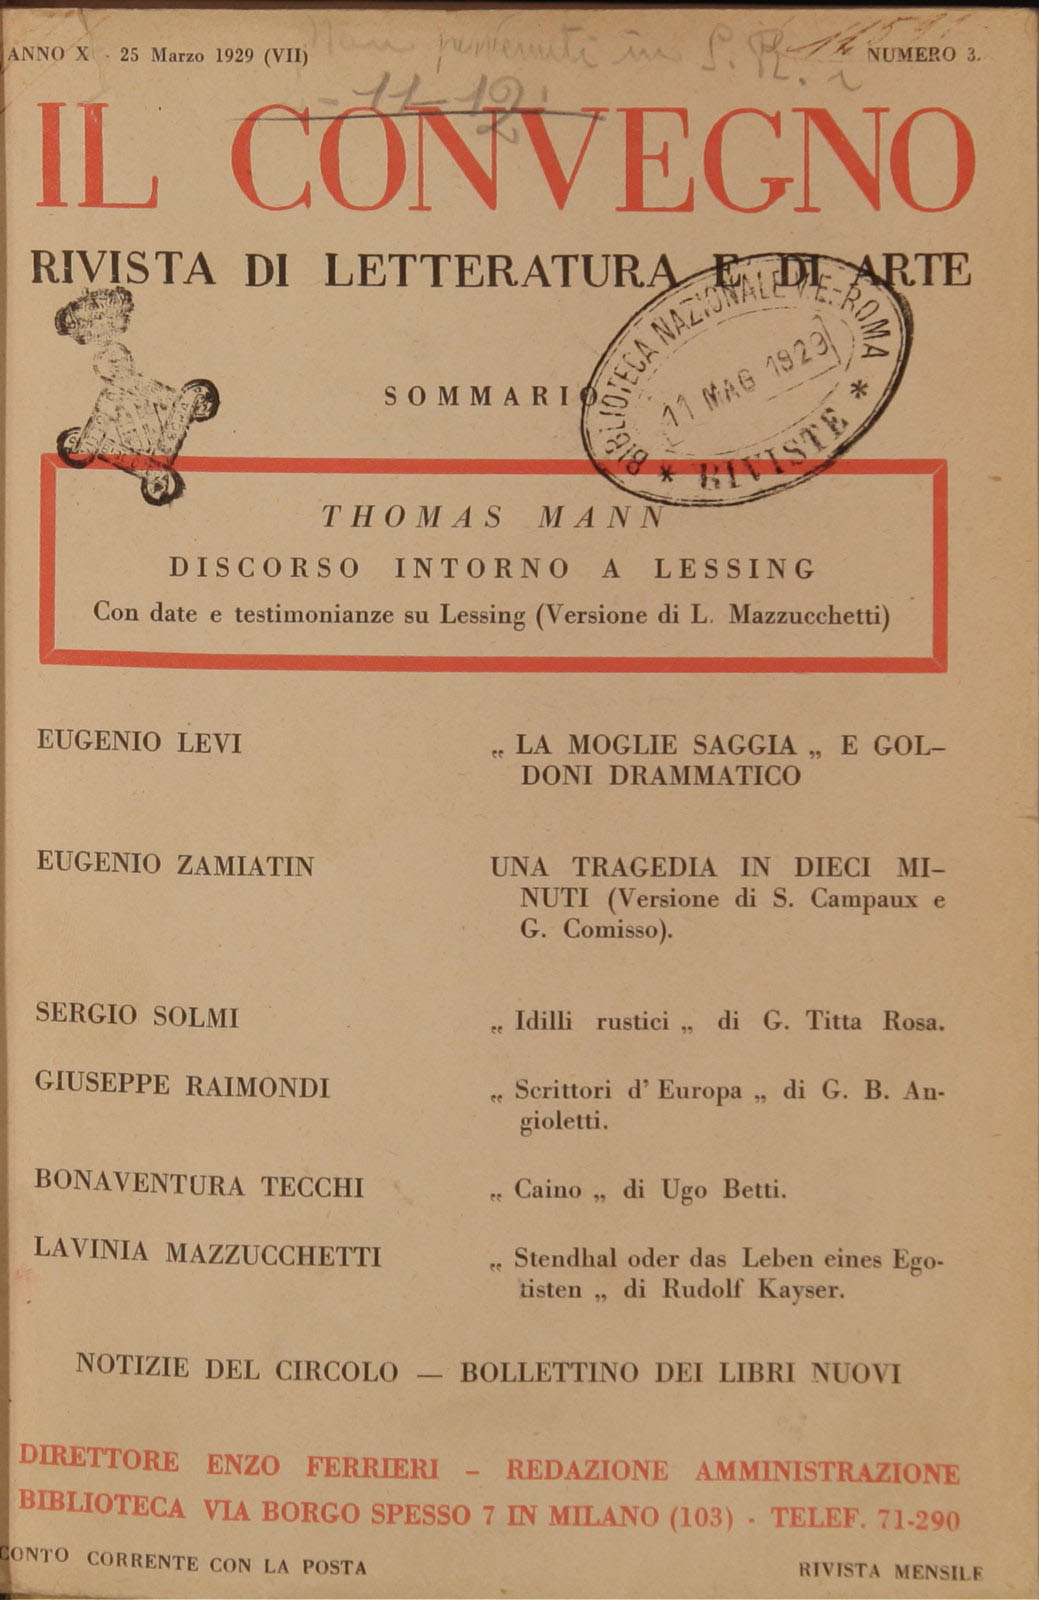 ANNO X - 25 Marzo 1929 (VII)
NUMERO 3.
11-12
IL CONVEGNO
RIVISTA DI LETTERATURA E DI ARTE
BIBLIOTECA NAZIONALE V. E. - ROMA
11 MAG 1929
* RIVISTE *
SOMMARIO
THOMAS MANN
DISCORSO INTORNO A LESSING
Con date e testimonianze su Lessing (Versione di L. Mazzucchetti)
EUGENIO LEVI
„ LA MOGLIE SAGGIA „ E GOL-
DONI DRAMMATICO
EUGENIO ZAMIATIN
UNA TRAGEDIA IN DIECI MI-
NUTI (Versione di S. Campaux e
G. Comisso).
SERGIO SOLMI
„ Idilli rustici „ di G. Titta Rosa.
GIUSEPPE RAIMONDI
„ Scrittori d' Europa „ di G. B. An-
gioletti.
BONAVENTURA TECCHI
„ Caino „ di Ugo Betti.
LAVINIA MAZZUCCHETTI
„ Stendhal oder das Leben eines Ego-
tisten „ di Rudolf Kayser.
NOTIZIE DEL CIRCOLO — BOLLETTINO DEI LIBRI NUOVI
DIRETTORE ENZO FERRIERI - REDAZIONE AMMINISTRAZIONE
BIBLIOTECA VIA BORGO SPESSO 7 IN MILANO (103) - TELEF. 71-290
CONTO CORRENTE CON LA POSTA
RIVISTA MENSILE